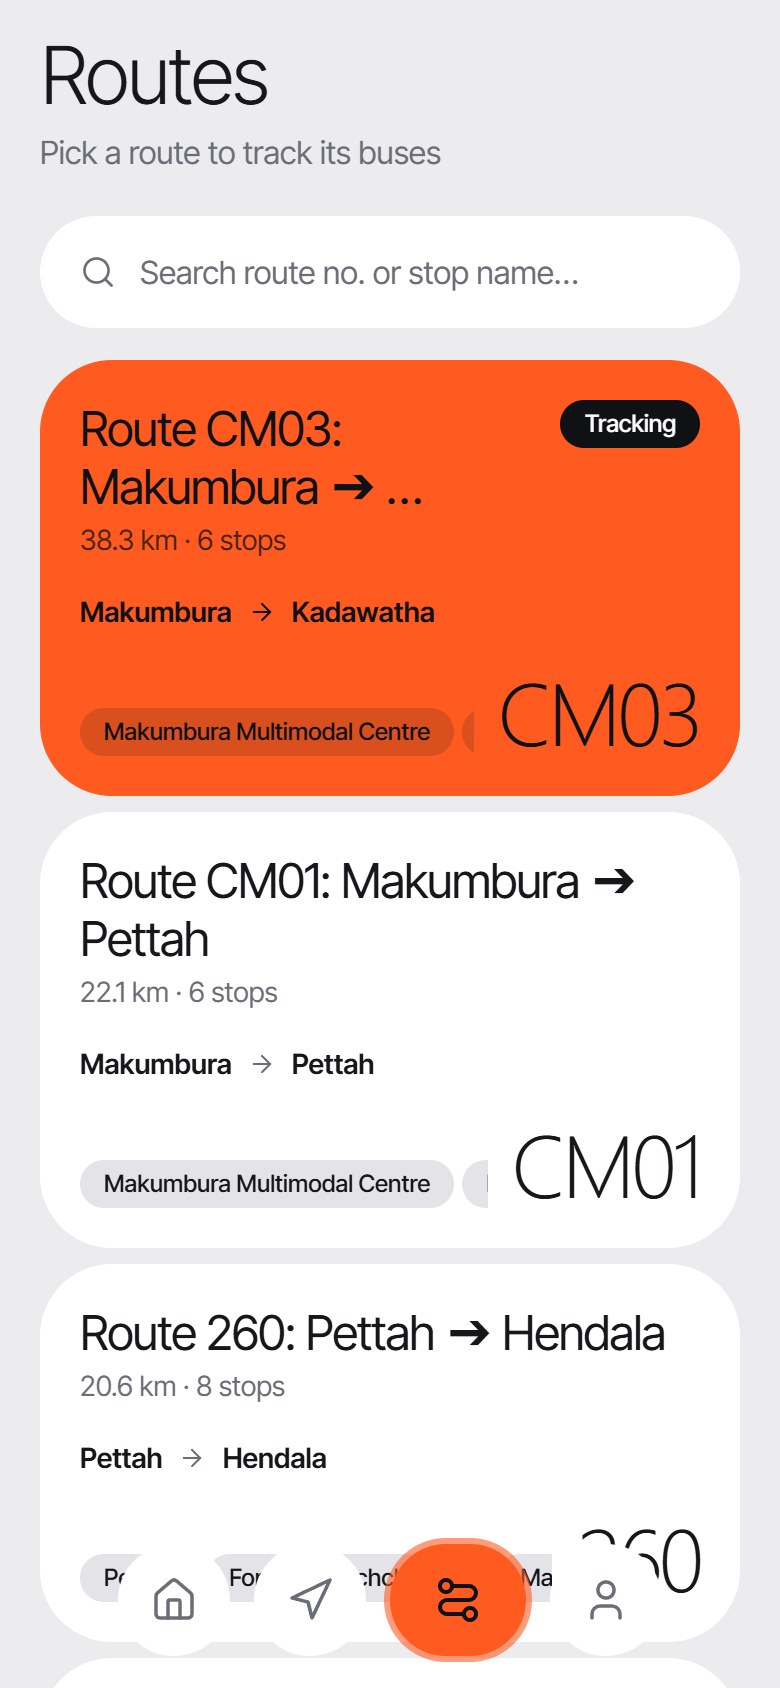 Routes
Pick a route to track its buses
Search route no. or stop name...
Route CM03:
Tracking
Makumbura ➔ ...
38.3 km · 6 stops
Makumbura → Kadawatha
Makumbura Multimodal Centre
CM03
Route CM01: Makumbura ➔
Pettah
22.1 km · 6 stops
Makumbura → Pettah
Makumbura Multimodal Centre
CM01
Route 260: Pettah ➔ Hendala
20.6 km · 8 stops
Pettah → Hendala